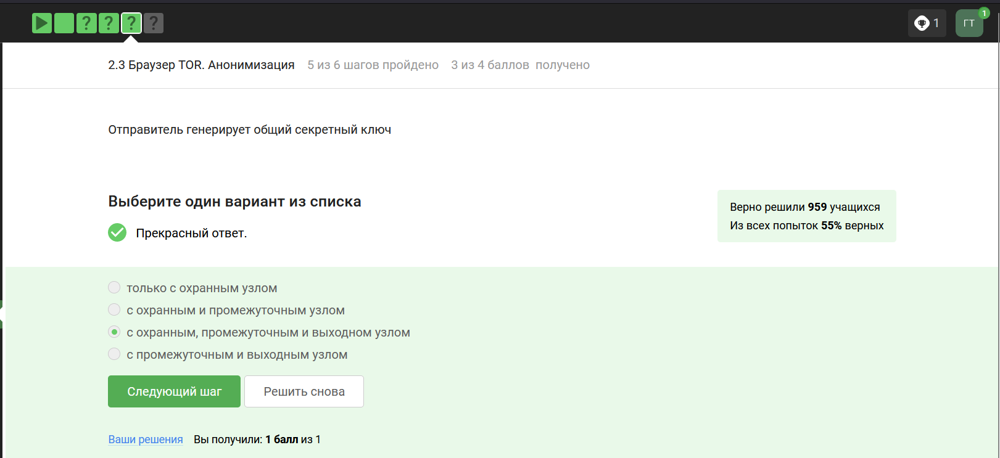 ? ? ? ?
1
ГТ
1
2.3 Браузер TOR. Анонимизация 5 из 6 шагов пройдено 3 из 4 баллов получено
Отправитель генерирует общий секретный ключ
Выберите один вариант из списка
Прекрасный ответ.
Верно решили 959 учащихся
Из всех попыток 55% верных
только с охранным узлом
с охранным и промежуточным узлом
с охранным, промежуточным и выходном узлом
с промежуточным и выходным узлом
Следующий шаг
Решить снова
Ваши решения Вы получили: 1 балл из 1